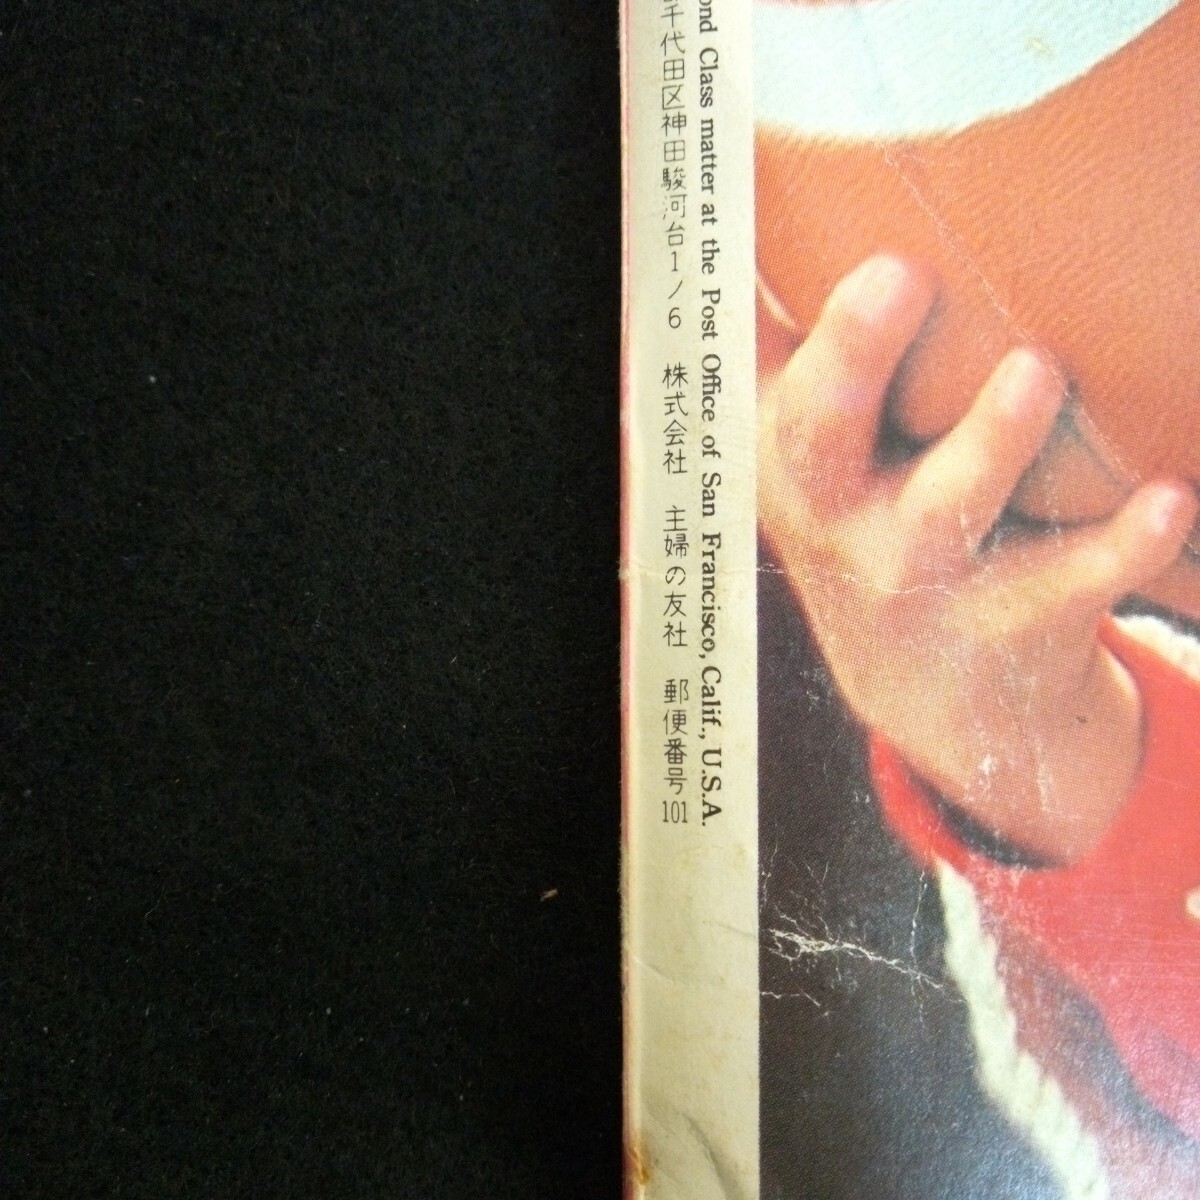 Class matter at the Post Office of San Francisco, Calif., U.S.A.
千代田区神田駿河台1ノ6 株式会社 主婦の友社 郵便番号101